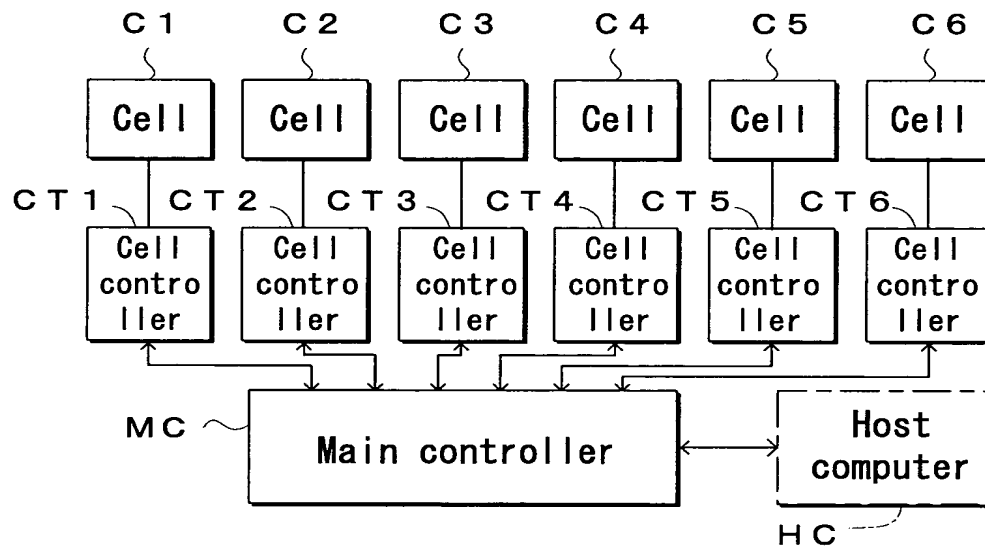 C1 C2 C3 C4 C5 C6
Cell Cell Cell Cell Cell Cell
CT1 CT2 CT3 CT4 CT5 CT6
Cell Cell Cell Cell Cell Cell
contro contro contro contro contro contro
ller ller ller ller ller ller
MC
Main controller
Host
computer
HC